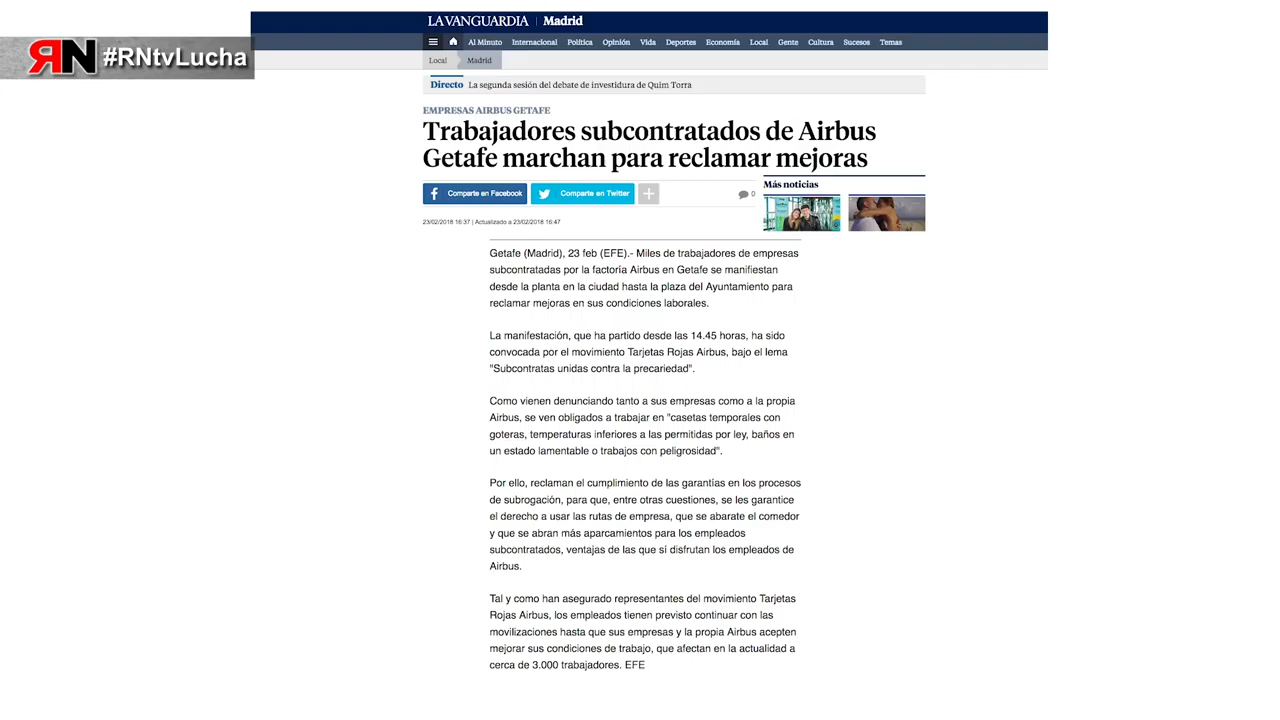 RN #RNtvLucha
LA VANGUARDIA | Madrid
Al Minuto Internacional Política Opinión Vida Deportes Economía Local Gente Cultura Sucesos Temas
Local Madrid
Directo La segunda sesión del debate de investidura de Quim Torra
EMPRESAS AIRBUS GETAFE
Trabajadores subcontratados de Airbus
Getafe marchan para reclamar mejoras
Comparte en Facebook Comparte en Twitter + 0
Más noticias
23/02/2018 16:37 | Actualizado a 23/02/2018 16:47
Getafe (Madrid), 23 feb (EFE).- Miles de trabajadores de empresas
subcontratadas por la factoría Airbus en Getafe se manifiestan
desde la planta en la ciudad hasta la plaza del Ayuntamiento para
reclamar mejoras en sus condiciones laborales.
La manifestación, que ha partido desde las 14.45 horas, ha sido
convocada por el movimiento Tarjetas Rojas Airbus, bajo el lema
"Subcontratas unidas contra la precariedad".
Como vienen denunciando tanto a sus empresas como a la propia
Airbus, se ven obligados a trabajar en "casetas temporales con
goteras, temperaturas inferiores a las permitidas por ley, baños en
un estado lamentable o trabajos con peligrosidad".
Por ello, reclaman el cumplimiento de las garantías en los procesos
de subrogación, para que, entre otras cuestiones, se les garantice
el derecho a usar las rutas de empresa, que se abarate el comedor
y que se abran más aparcamientos para los empleados
subcontratados, ventajas de las que sí disfrutan los empleados de
Airbus.
Tal y como han asegurado representantes del movimiento Tarjetas
Rojas Airbus, los empleados tienen previsto continuar con las
movilizaciones hasta que sus empresas y la propia Airbus acepten
mejorar sus condiciones de trabajo, que afectan en la actualidad a
cerca de 3.000 trabajadores. EFE